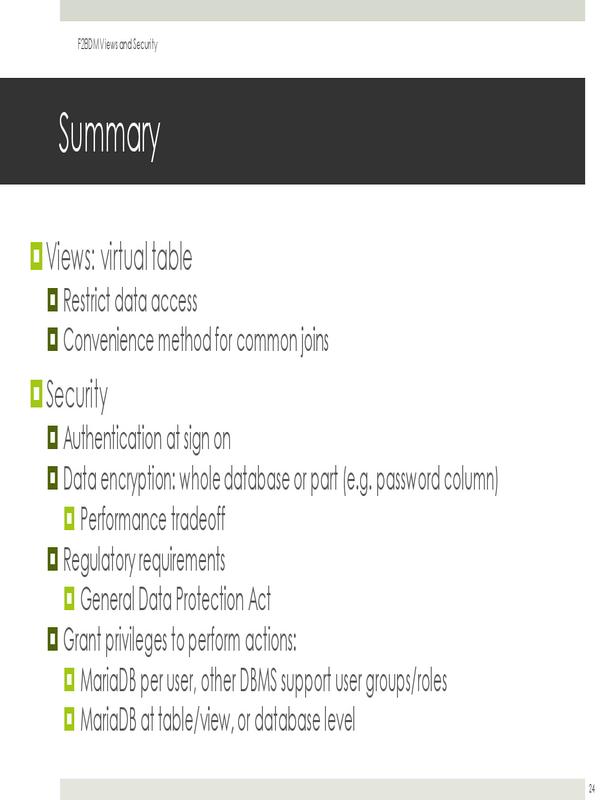 F2BDM Views and Security
Summary
Views: virtual table
Restrict data access
Convenience method for common joins
Security
Authentication at sign on
Data encryption: whole database or part (e.g. password column)
Performance tradeoff
Regulatory requirements
General Data Protection Act
Grant privileges to perform actions:
MariaDB per user, other DBMS support user groups/roles
MariaDB at table/view, or database level
24